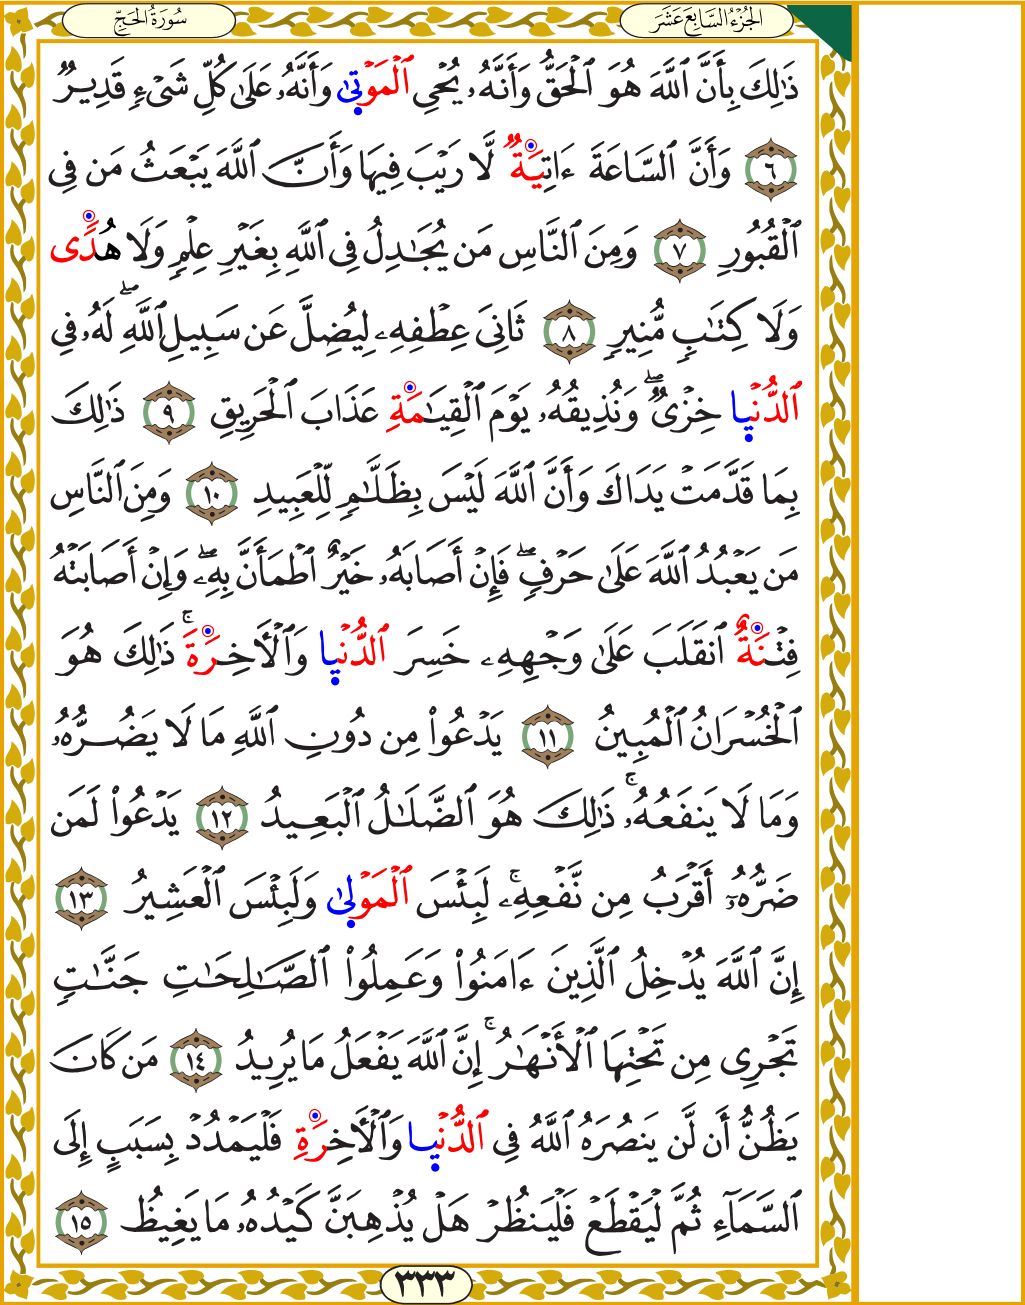 سُورَةُ الحَجِّ
الجُزْءُ السَّابِعَ عَشَرَ
ذَٰلِكَ بِأَنَّ ٱللَّهَ هُوَ ٱلْحَقُّ وَأَنَّهُۥ يُحْىِ ٱلْمَوْتَىٰ وَأَنَّهُۥ عَلَىٰ كُلِّ شَىْءٍۢ قَدِيرٌۭ
٦ وَأَنَّ ٱلسَّاعَةَ ءَاتِيَةٌۭ لَّا رَيْبَ فِيهَا وَأَنَّ ٱللَّهَ يَبْعَثُ مَن فِى
ٱلْقُبُورِ ٧ وَمِنَ ٱلنَّاسِ مَن يُجَـٰدِلُ فِى ٱللَّهِ بِغَيْرِ عِلْمٍۢ وَلَا هُدًۭى
وَلَا كِتَـٰبٍۢ مُّنِيرٍۢ ٨ ثَانِىَ عِطْفِهِۦ لِيُضِلَّ عَن سَبِيلِ ٱللَّهِ ۖ لَهُۥ فِى
ٱلدُّنْيَا خِزْىٌۭ ۖ وَنُذِيقُهُۥ يَوْمَ ٱلْقِيَـٰمَةِ عَذَابَ ٱلْحَرِيقِ ٩ ذَٰلِكَ
بِمَا قَدَّمَتْ يَدَاكَ وَأَنَّ ٱللَّهَ لَيْسَ بِظَلَّـٰمٍۢ لِّلْعَبِيدِ ١٠ وَمِنَ ٱلنَّاسِ
مَن يَعْبُدُ ٱللَّهَ عَلَىٰ حَرْفٍۢ ۖ فَإِنْ أَصَابَهُۥ خَيْرٌ ٱطْمَأَنَّ بِهِۦ ۖ وَإِنْ أَصَابَتْهُ
فِتْنَةٌ ٱنقَلَبَ عَلَىٰ وَجْهِهِۦ خَسِرَ ٱلدُّنْيَا وَٱلْـَٔاخِرَةَ ۚ ذَٰلِكَ هُوَ
ٱلْخُسْرَانُ ٱلْمُبِينُ ١١ يَدْعُوا۟ مِن دُونِ ٱللَّهِ مَا لَا يَضُرُّهُۥ
وَمَا لَا يَنفَعُهُۥ ۚ ذَٰلِكَ هُوَ ٱلضَّلَـٰلُ ٱلْبَعِيدُ ١٢ يَدْعُوا۟ لَمَن
ضَرُّهُۥٓ أَقْرَبُ مِن نَّفْعِهِۦ ۚ لَبِئْسَ ٱلْمَوْلَىٰ وَلَبِئْسَ ٱلْعَشِيرُ ١٣
إِنَّ ٱللَّهَ يُدْخِلُ ٱلَّذِينَ ءَامَنُوا۟ وَعَمِلُوا۟ ٱلصَّـٰلِحَـٰتِ جَنَّـٰتٍۢ
تَجْرِى مِن تَحْتِهَا ٱلْأَنْهَـٰرُ ۚ إِنَّ ٱللَّهَ يَفْعَلُ مَا يُرِيدُ ١٤ مَن كَانَ
يَظُنُّ أَن لَّن يَنصُرَهُ ٱللَّهُ فِى ٱلدُّنْيَا وَٱلْـَٔاخِرَةِ فَلْيَمْدُدْ بِسَبَبٍ إِلَى
ٱلسَّمَآءِ ثُمَّ لْيَقْطَعْ فَلْيَنظُرْ هَلْ يُذْهِبَنَّ كَيْدُهُۥ مَا يَغِيظُ ١٥
٣٣٣